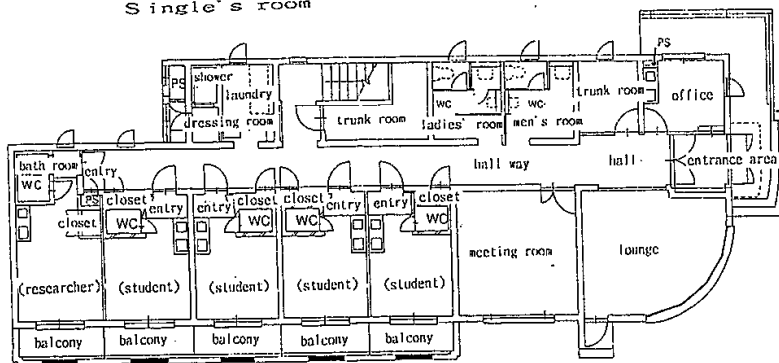 Single's room
PS
PS
shower
laundry
dressing room
trunk room
WC
ladies' room
WC
men's room
trunk room
office
bath room
WC
entry
hall way
hall
entrance area
PS
closet
closet
WC
entry
entry
closet
WC
closet
WC
entry
entry
closet
WC
meeting room
lounge
(researcher)
(student)
(student)
(student)
(student)
balcony
balcony
balcony
balcony
balcony